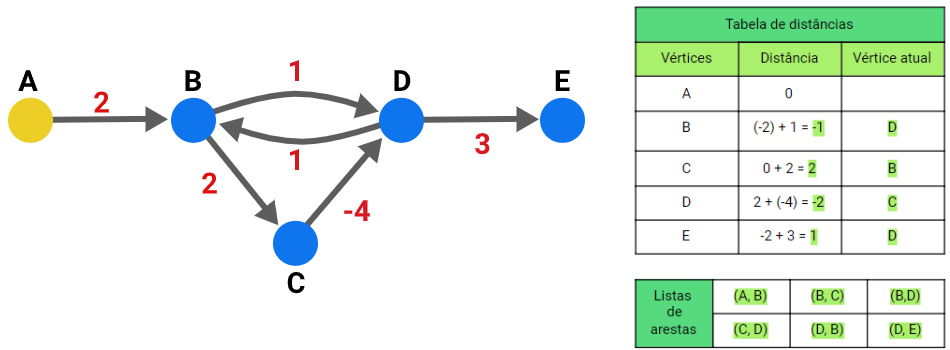 A
B
D
E
C
2
1
1
3
2
-4
Tabela de distâncias
Vértices Distância Vértice atual
A 0
B (-2) + 1 = -1 D
C 0 + 2 = 2 B
D 2 + (-4) = -2 C
E -2 + 3 = 1 D
Listas
de
arestas
(A, B) (B, C) (B,D)
(C, D) (D, B) (D, E)